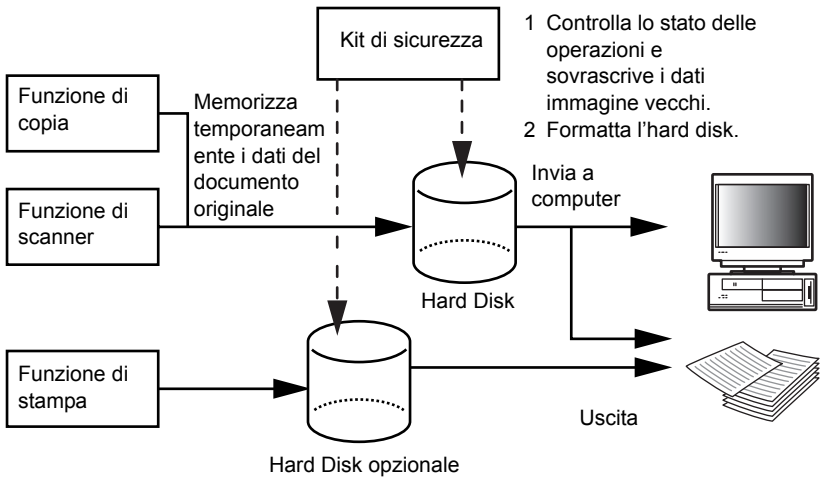 Kit di sicurezza
1 Controlla lo stato delle
operazioni e
sovrascrive i dati
immagine vecchi.
2 Formatta l'hard disk.
Funzione di
copia
Memorizza
temporaneam
ente i dati del
documento
originale
Funzione di
scanner
Invia a
computer
Hard Disk
Funzione di
stampa
Uscita
Hard Disk opzionale